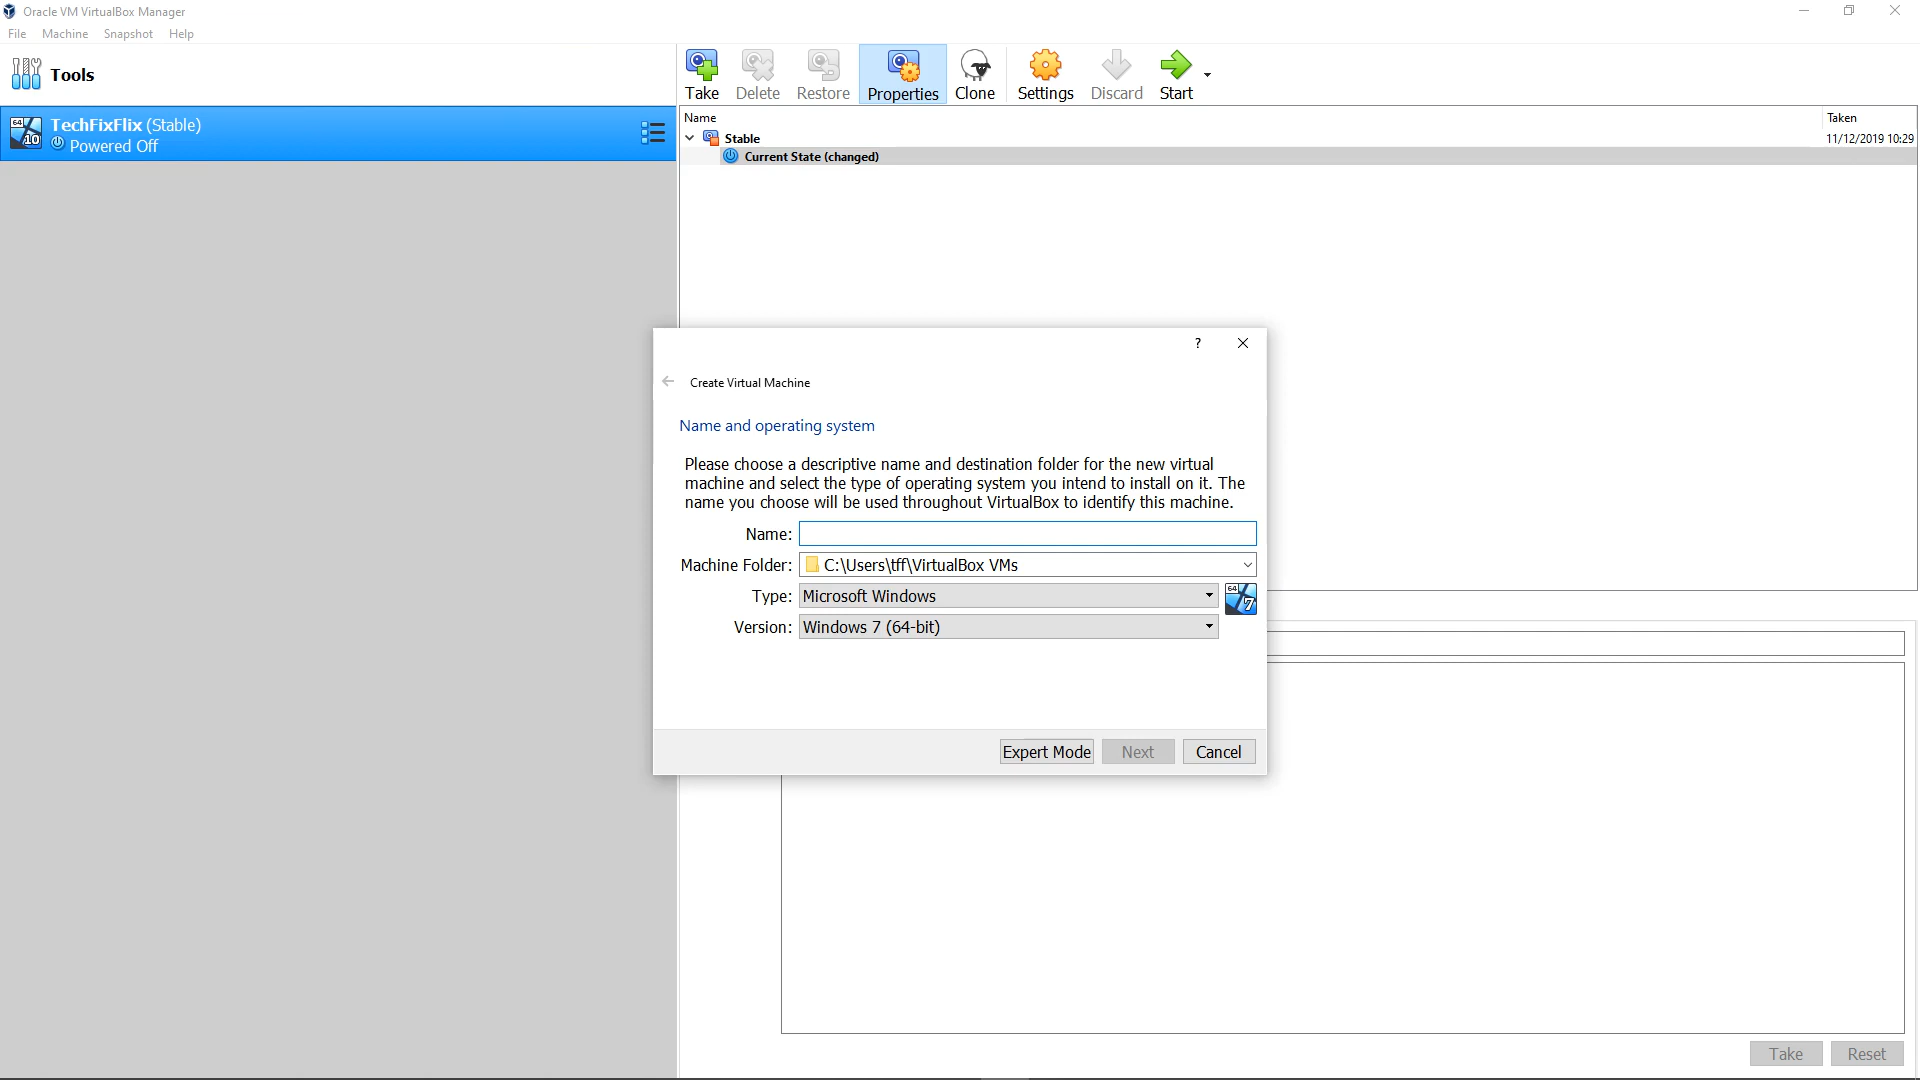 Oracle VM VirtualBox Manager
File Machine Snapshot Help
Tools
Take Delete Restore Properties Clone Settings Discard Start
64
10
TechFixFlix (Stable)
Powered Off
Name Taken
Stable 11/12/2019 10:29
Current State (changed)
?
Create Virtual Machine
Name and operating system
Please choose a descriptive name and destination folder for the new virtual
machine and select the type of operating system you intend to install on it. The
name you choose will be used throughout VirtualBox to identify this machine.
Name:
Machine Folder: C:\Users\tff\VirtualBox VMs
Type: Microsoft Windows
64
7
Version: Windows 7 (64-bit)
Expert Mode Next Cancel
Take Reset